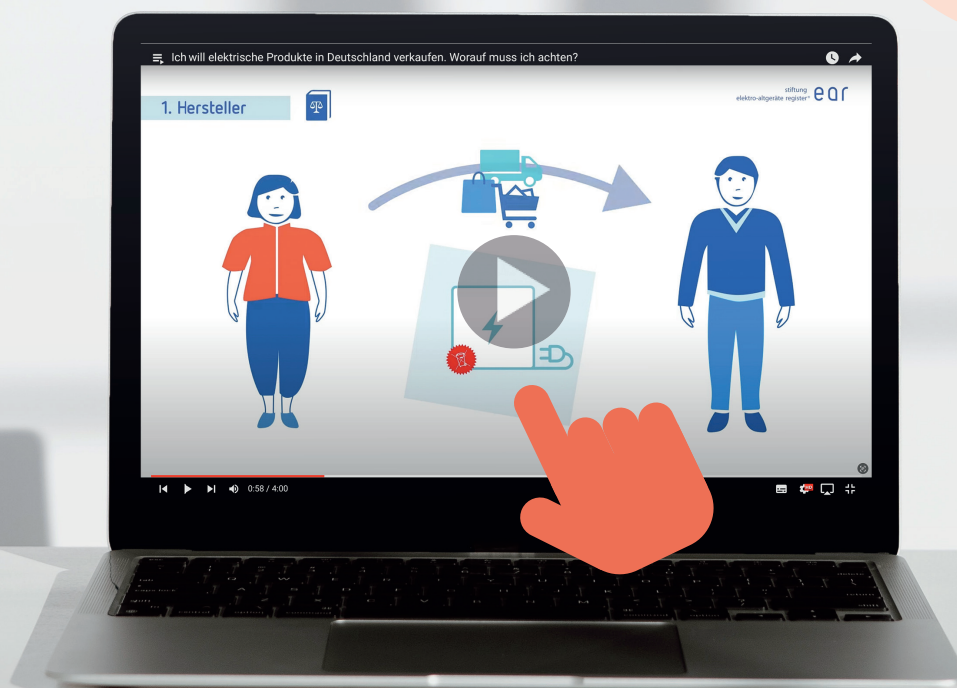 Ich will elektrische Produkte in Deutschland verkaufen. Worauf muss ich achten?
1. Hersteller
stiftung
elektro-altgeräte register®
ear
0:58 / 4:00
HD